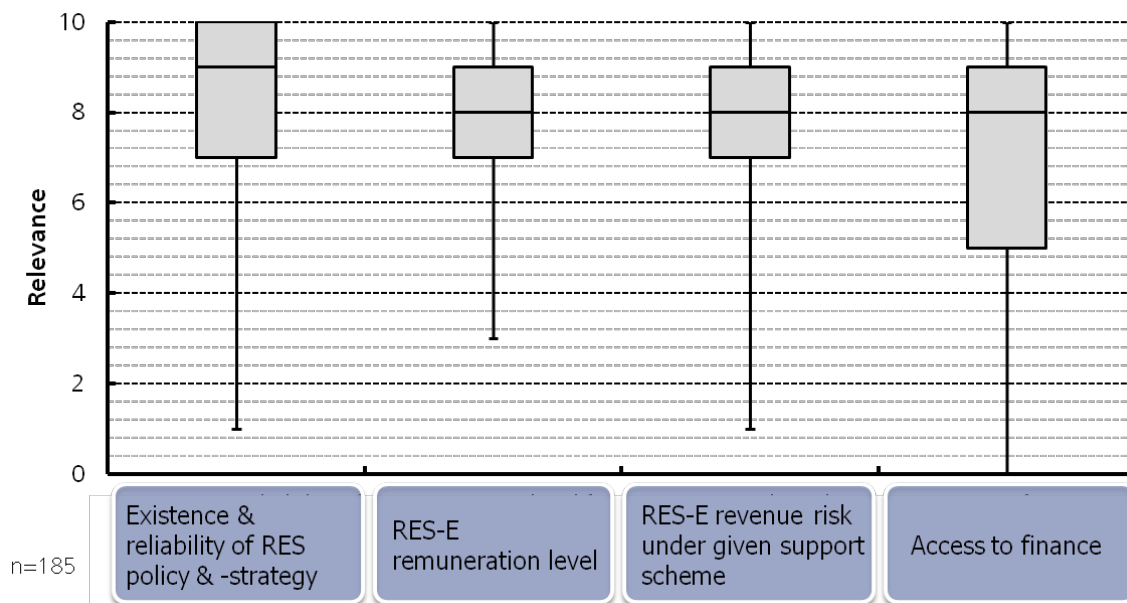 10
8
6
4
2
0
Relevance
n=185
Existence &
reliability of RES
policy & -strategy
RES-E
remuneration level
RES-E revenue risk
under given support
scheme
Access to finance